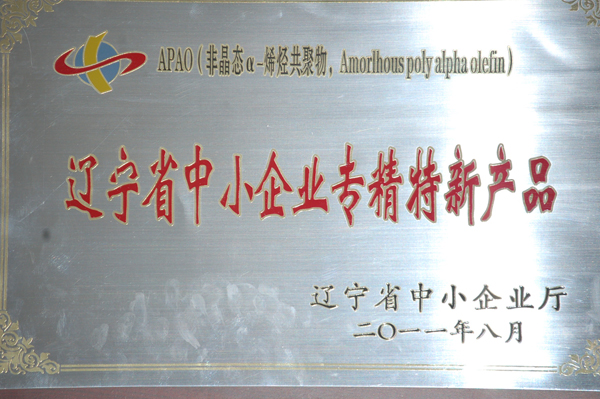 APAO（非晶态α-烯烃共聚物，Amorlhous poly alpha olefin）
辽宁省中小企业专精特新产品
辽宁省中小企业厅
二〇一一年八月